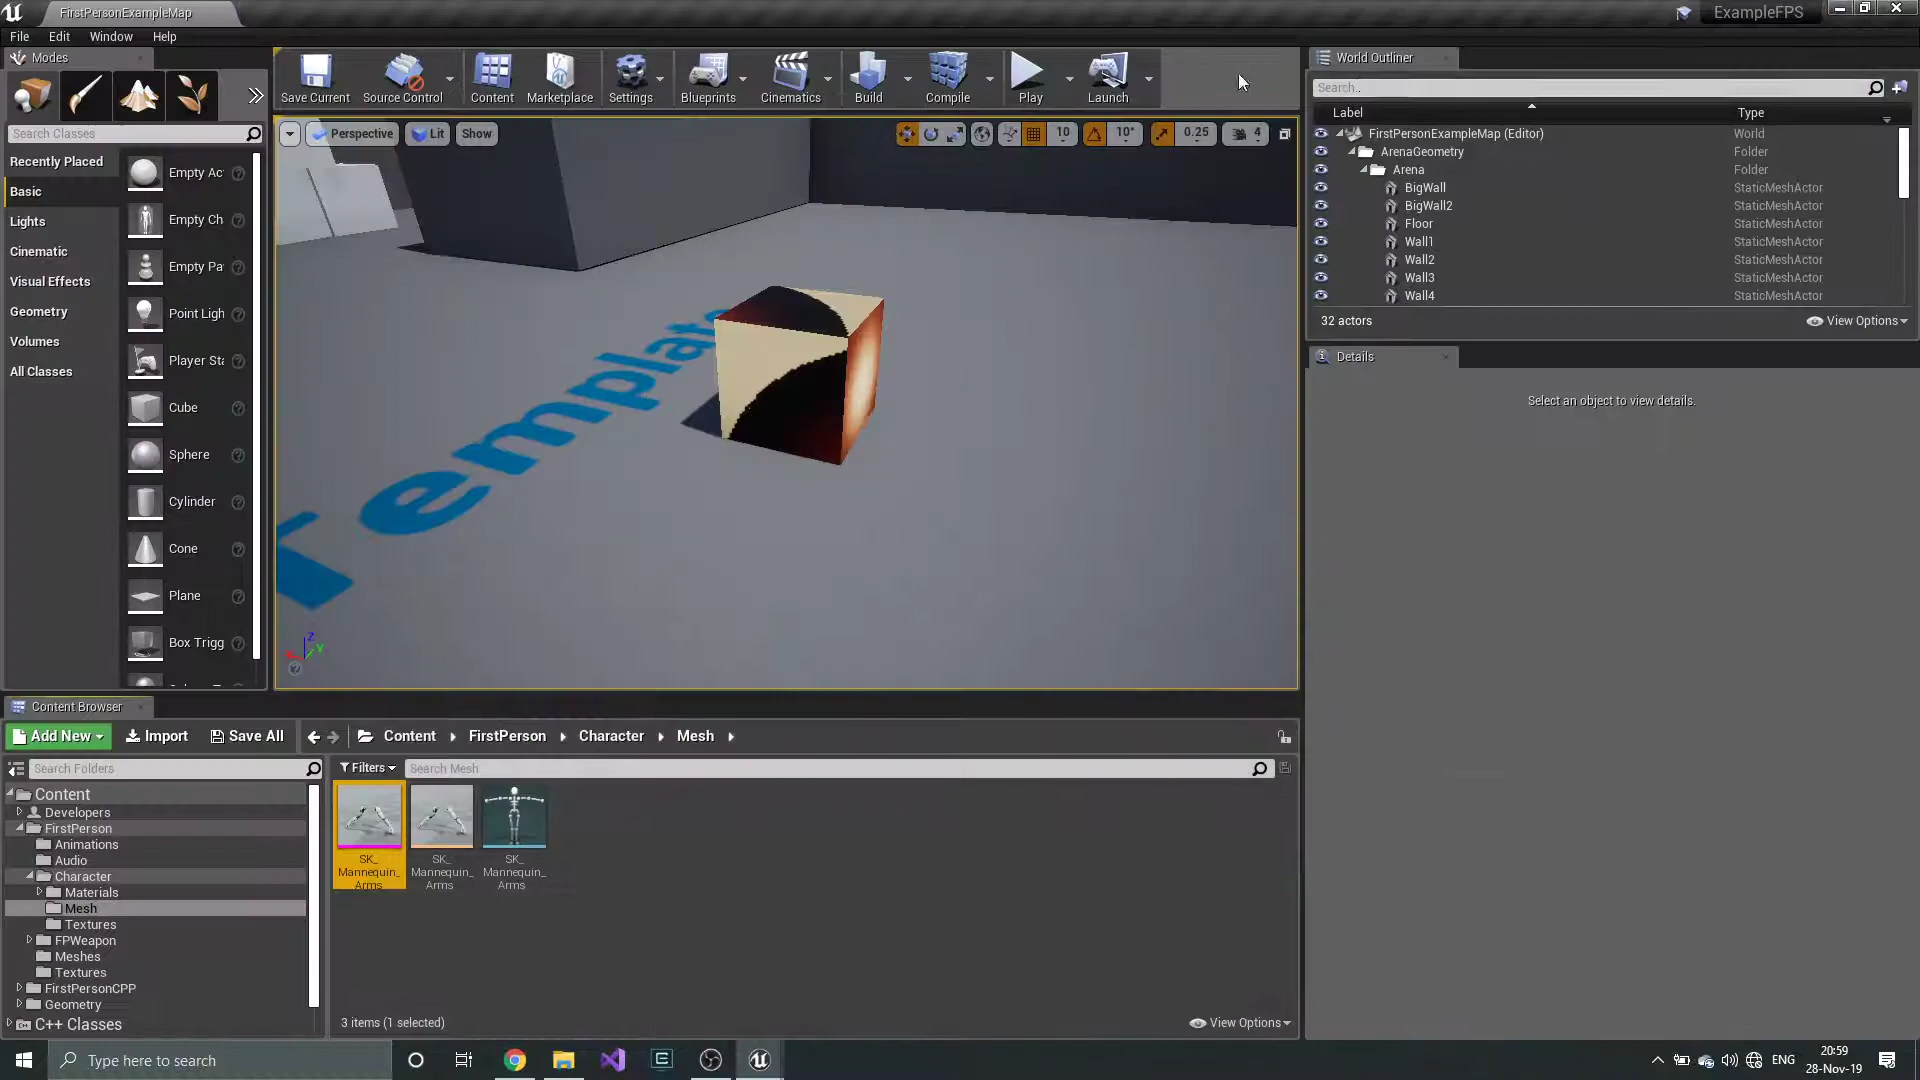 FirstPersonExampleMap
ExampleFPS
File Edit Window Help
Modes
Search Classes
Recently Placed
Basic
Lights
Cinematic
Visual Effects
Geometry
Volumes
All Classes
Empty Ac
Empty Ch
Empty Pa
Point Ligh
Player Sta
Cube
Sphere
Cylinder
Cone
Plane
Box Trigg
Save Current
Source Control
Content
Marketplace
Settings
Blueprints
Cinematics
Build
Compile
Play
Launch
Perspective Lit Show
10 10° 0.25 4
Template
Z
Y
World Outliner
Search..
Label Type
FirstPersonExampleMap (Editor) World
ArenaGeometry Folder
Arena Folder
BigWall StaticMeshActor
BigWall2 StaticMeshActor
Floor StaticMeshActor
Wall1 StaticMeshActor
Wall2 StaticMeshActor
Wall3 StaticMeshActor
Wall4 StaticMeshActor
32 actors View Options
Details
Select an object to view details.
Content Browser
Add New Import Save All Content FirstPerson Character Mesh
Search Folders
Filters Search Mesh
Content
Developers
FirstPerson
Animations
Audio
Character
Materials
Mesh
Textures
FPWeapon
Meshes
Textures
FirstPersonCPP
Geometry
C++ Classes
SK_
Mannequin_
Arms
SK_
Mannequin_
Arms
SK_
Mannequin_
Arms
3 items (1 selected) View Options
Type here to search
ENG
20:59
28-Nov-19